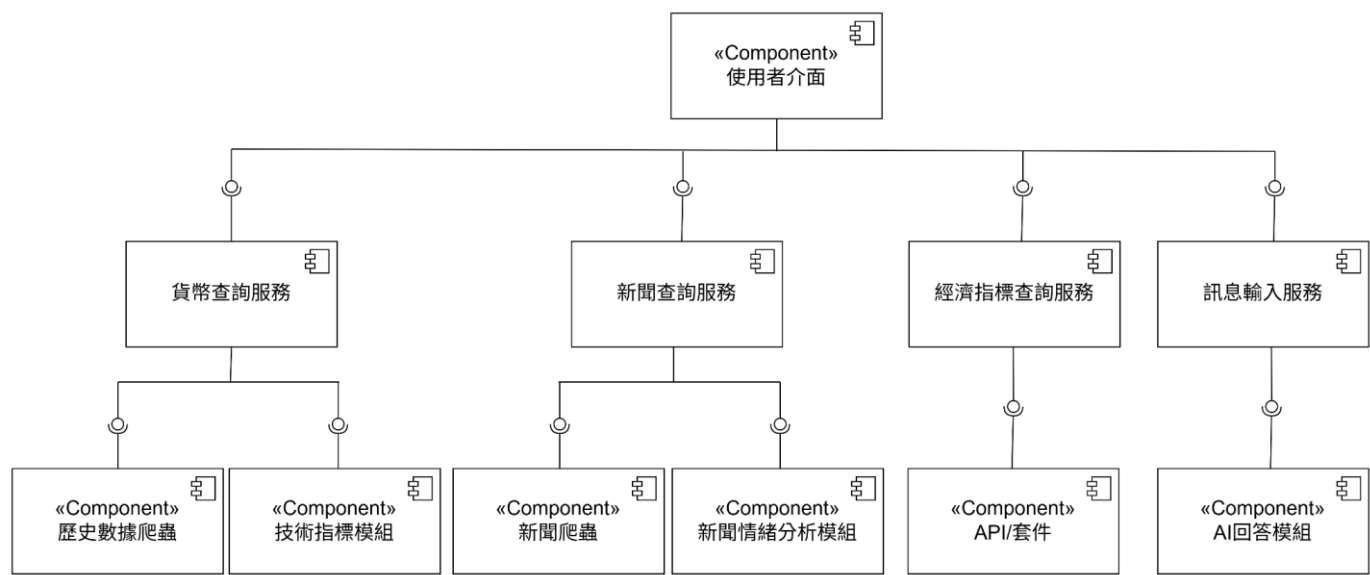 «Component»
使用者介面
貨幣查詢服務
新聞查詢服務
經濟指標查詢服務
訊息輸入服務
«Component»
歷史數據爬蟲
«Component»
技術指標模組
«Component»
新聞爬蟲
«Component»
新聞情緒分析模組
«Component»
API/套件
«Component»
AI回答模組